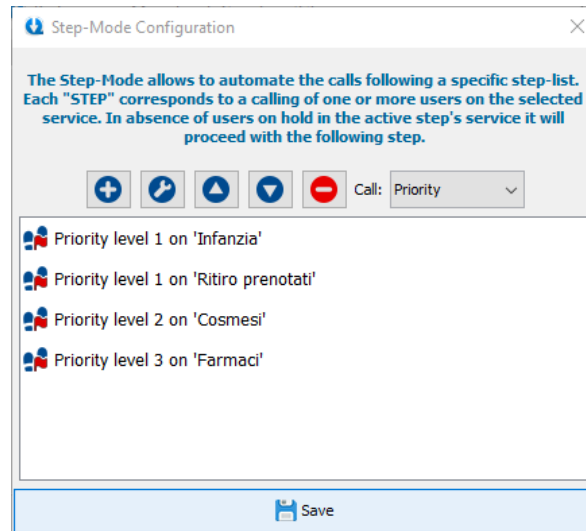 Step-Mode Configuration
The Step-Mode allows to automate the calls following a specific step-list.
Each "STEP" corresponds to a calling of one or more users on the selected
service. In absence of users on hold in the active step's service it will
proceed with the following step.
Call: Priority
Priority level 1 on 'Infanzia'
Priority level 1 on 'Ritiro prenotati'
Priority level 2 on 'Cosmesi'
Priority level 3 on 'Farmaci'
Save